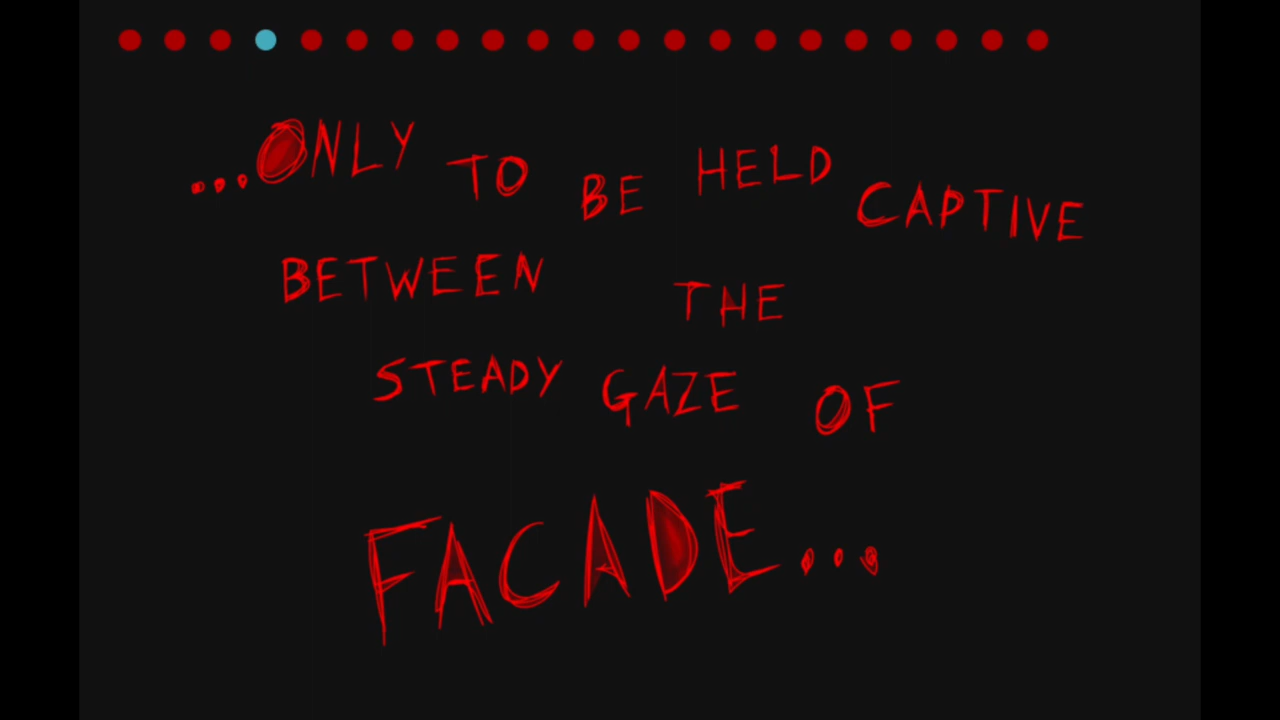 ...ONLY TO BE HELD CAPTIVE
BETWEEN THE
STEADY GAZE OF
FACADE...